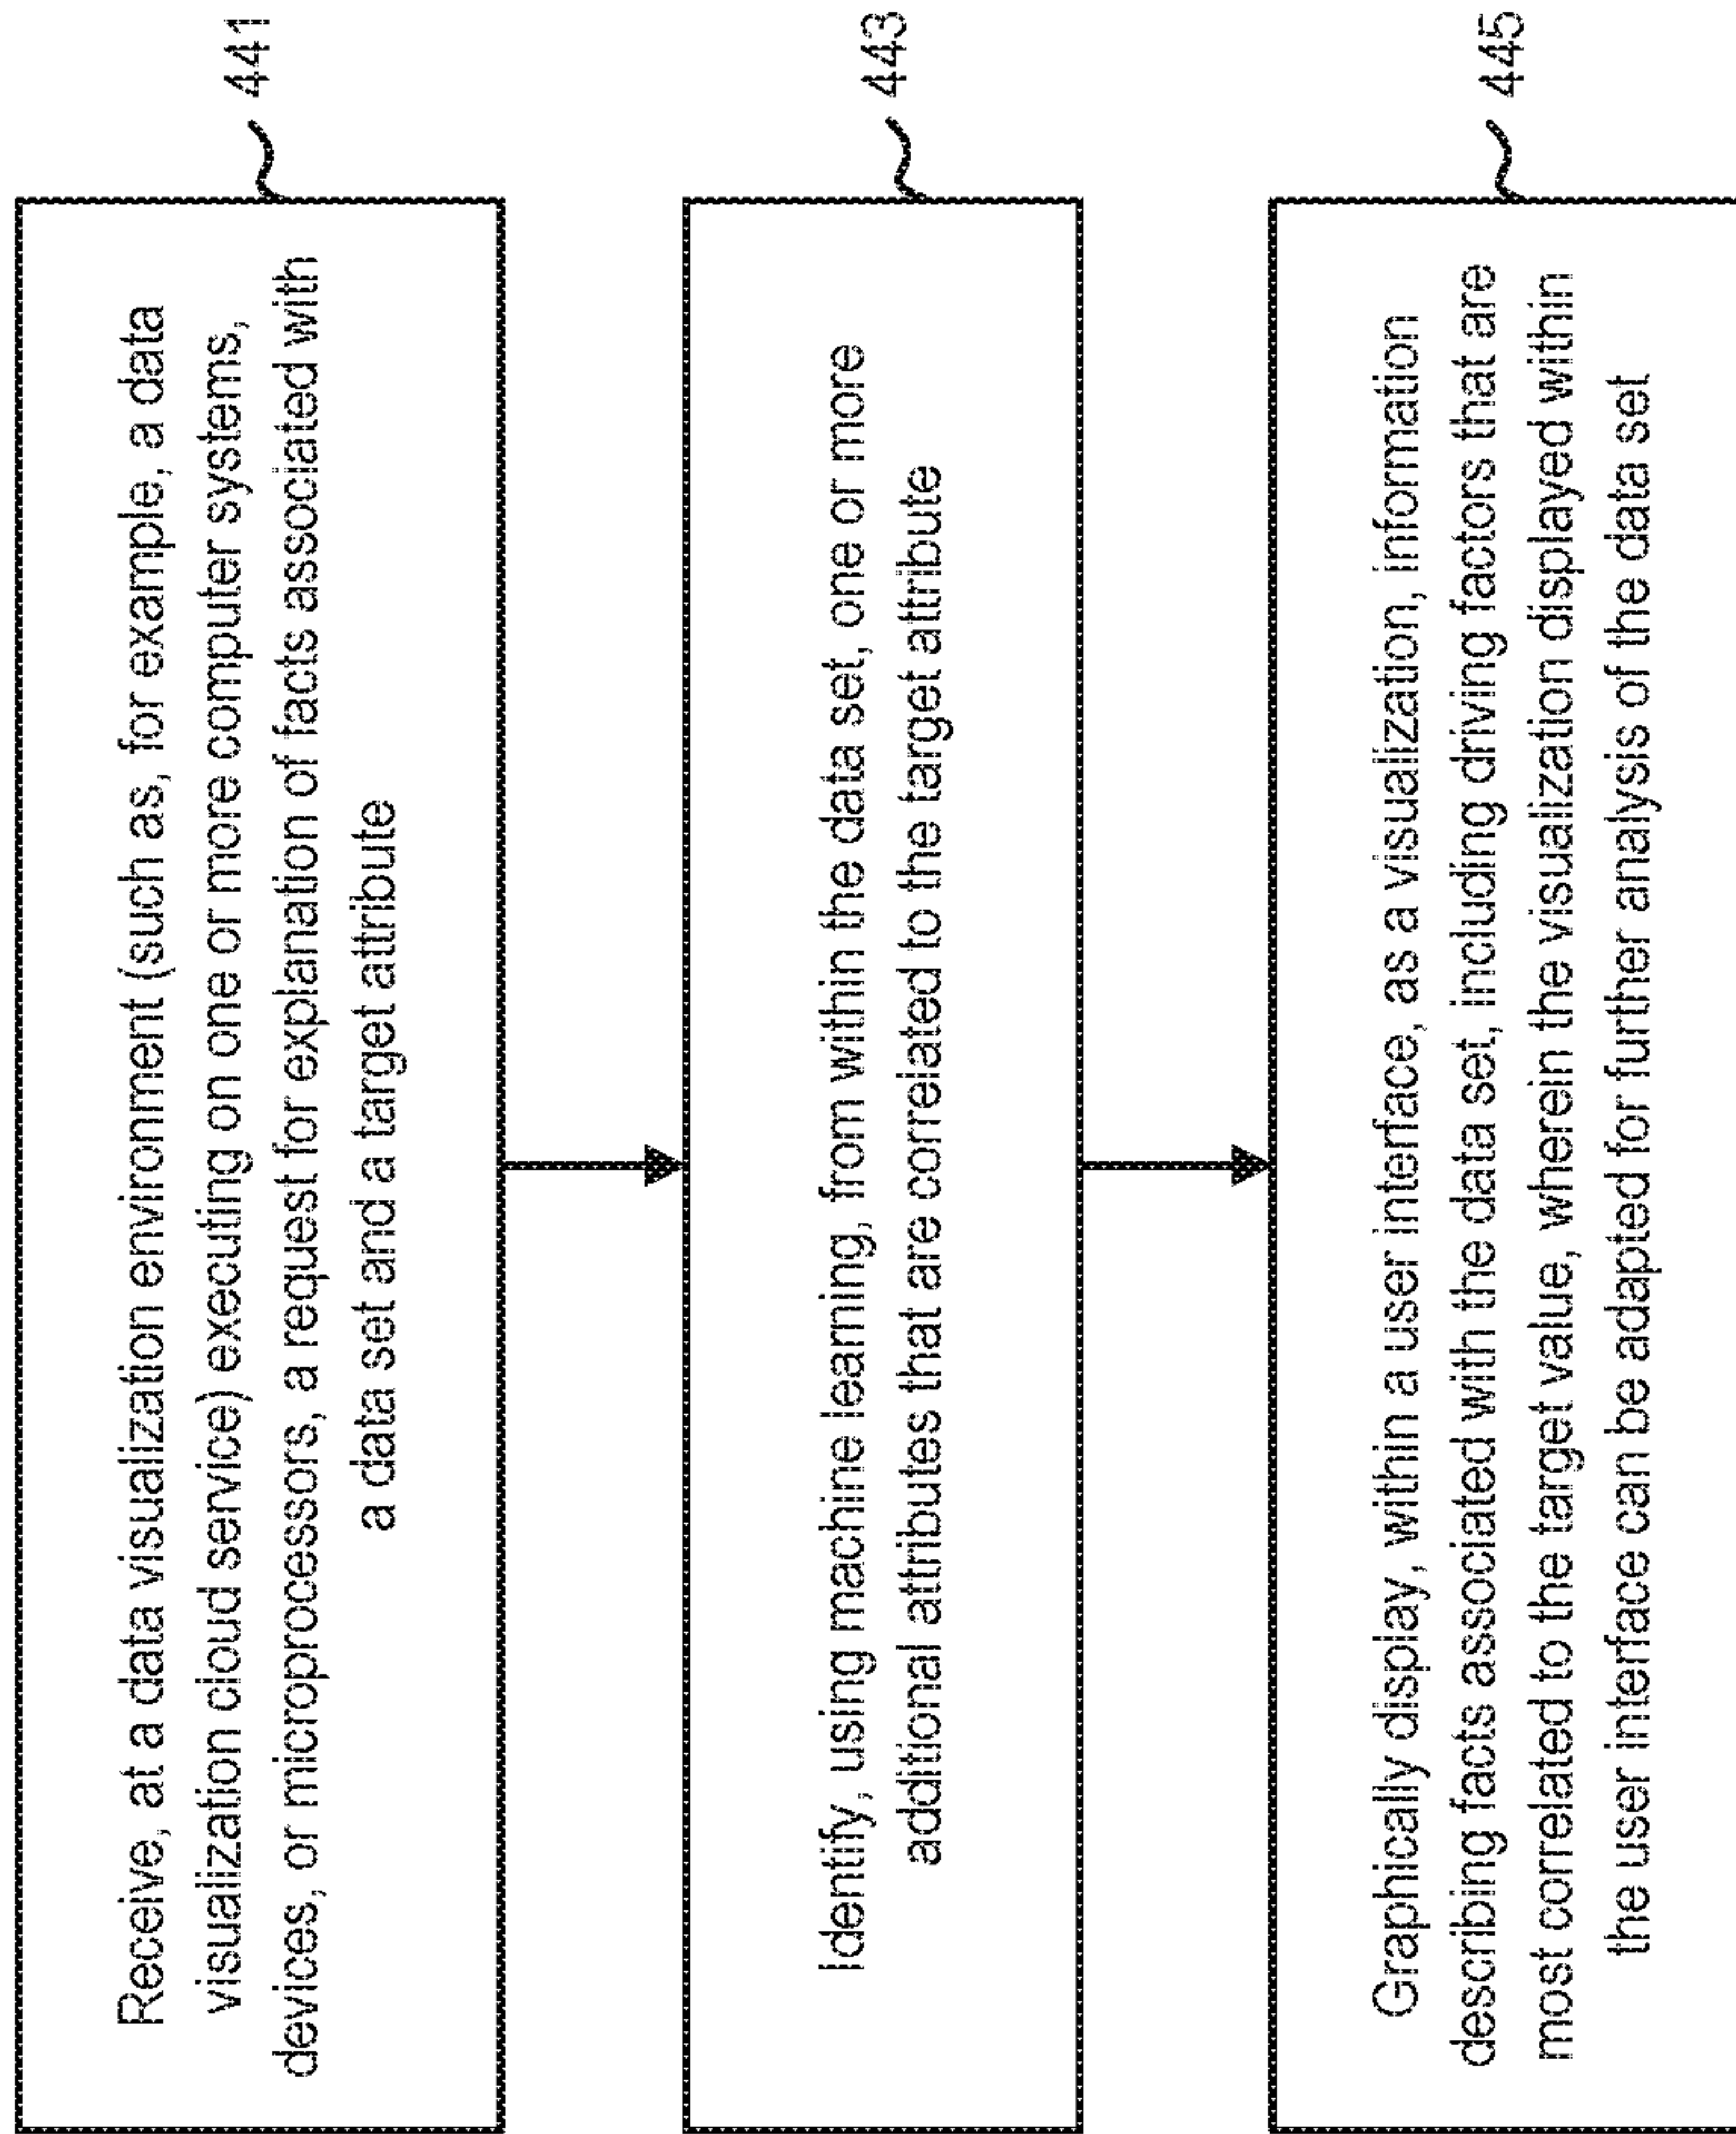 Receive, at a data visualization environment (such as, for example, a data
visualization cloud service) executing on one or more computer systems,
devices, or microprocessors, a request for explanation of facts associated with
a data set and a target attribute
441
Identify, using machine learning, from within the data set, one or more
additional attributes that are correlated to the target attribute
443
Graphically display, within a user interface, as a visualization, information
describing facts associated with the data set, including driving factors that are
most correlated to the target value, wherein the visualization displayed within
the user interface can be adapted for further analysis of the data set
445